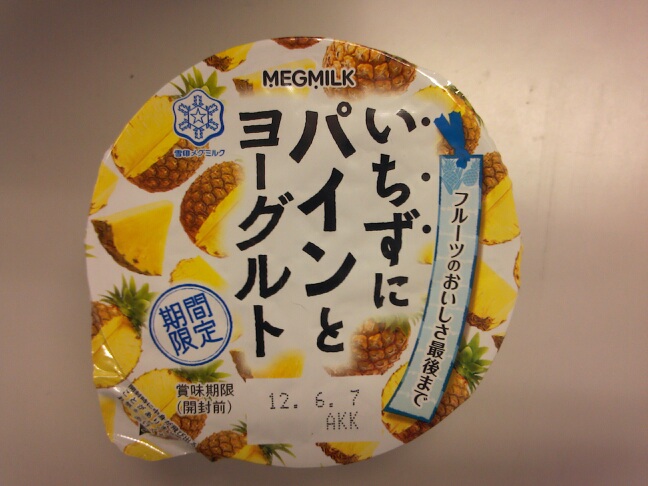 MEGMILK
雪印メグミルク
いちずに
パインと
ヨーグルト
フルーツのおいしさ最後まで
期間
限定
賞味期限
(開封前)
12. 6. 7
AKK